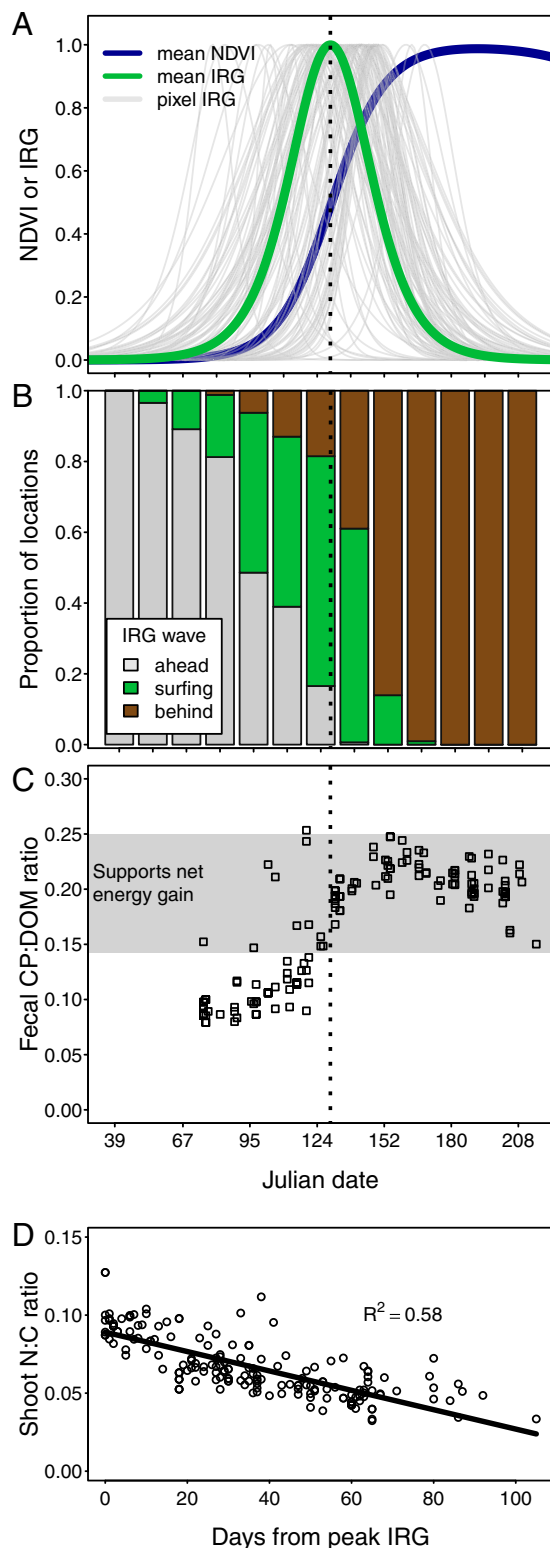 A
1.0
0.8
0.6
0.4
0.2
0.0
NDVI or IRG
mean NDVI
mean IRG
pixel IRG
B
1.0
0.8
0.6
0.4
0.2
0.0
Proportion of locations
IRG wave
ahead
surfing
behind
C
0.30
0.25
0.20
0.15
0.10
0.05
0.00
Fecal CP:DOM ratio
Supports net
energy gain
39 67 95 124 152 180 208
Julian date
D
0.15
0.10
0.05
0.00
Shoot N:C ratio
R² = 0.58
0 20 40 60 80 100
Days from peak IRG